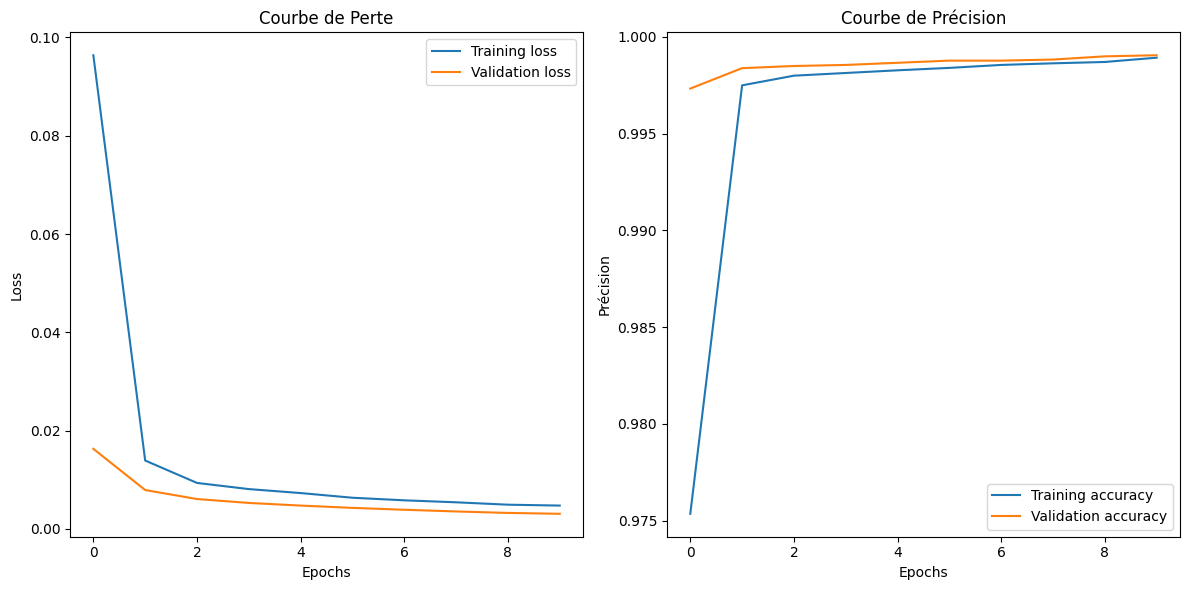 Courbe de Perte
0.10
0.08
0.06
0.04
0.02
0.00
Loss
0 2 4 6 8
Epochs
Training loss
Validation loss
Courbe de Précision
1.000
0.995
0.990
0.985
0.980
0.975
Précision
0 2 4 6 8
Epochs
Training accuracy
Validation accuracy